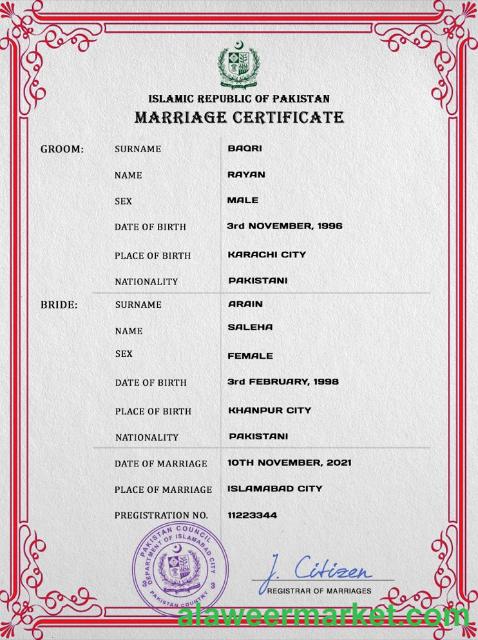 ISLAMIC REPUBLIC OF PAKISTAN
MARRIAGE CERTIFICATE
GROOM: SURNAME BAQRI
NAME RAYAN
SEX MALE
DATE OF BIRTH 3rd NOVEMBER, 1996
PLACE OF BIRTH KARACHI CITY
NATIONALITY PAKISTANI
BRIDE: SURNAME ARAIN
NAME SALEHA
SEX FEMALE
DATE OF BIRTH 3rd FEBRUARY, 1998
PLACE OF BIRTH KHANPUR CITY
NATIONALITY PAKISTANI
DATE OF MARRIAGE 10TH NOVEMBER, 2021
PLACE OF MARRIAGE ISLAMABAD CITY
PREGISTRATION NO. 11223344
PAKISTAN COUNCIL
DEPARTMENT OF ISLAMABAD CITY
3 3
PAKISTAN COUNTRY
J. Citizen
REGISTRAR OF MARRIAGES
alaweermarket.com